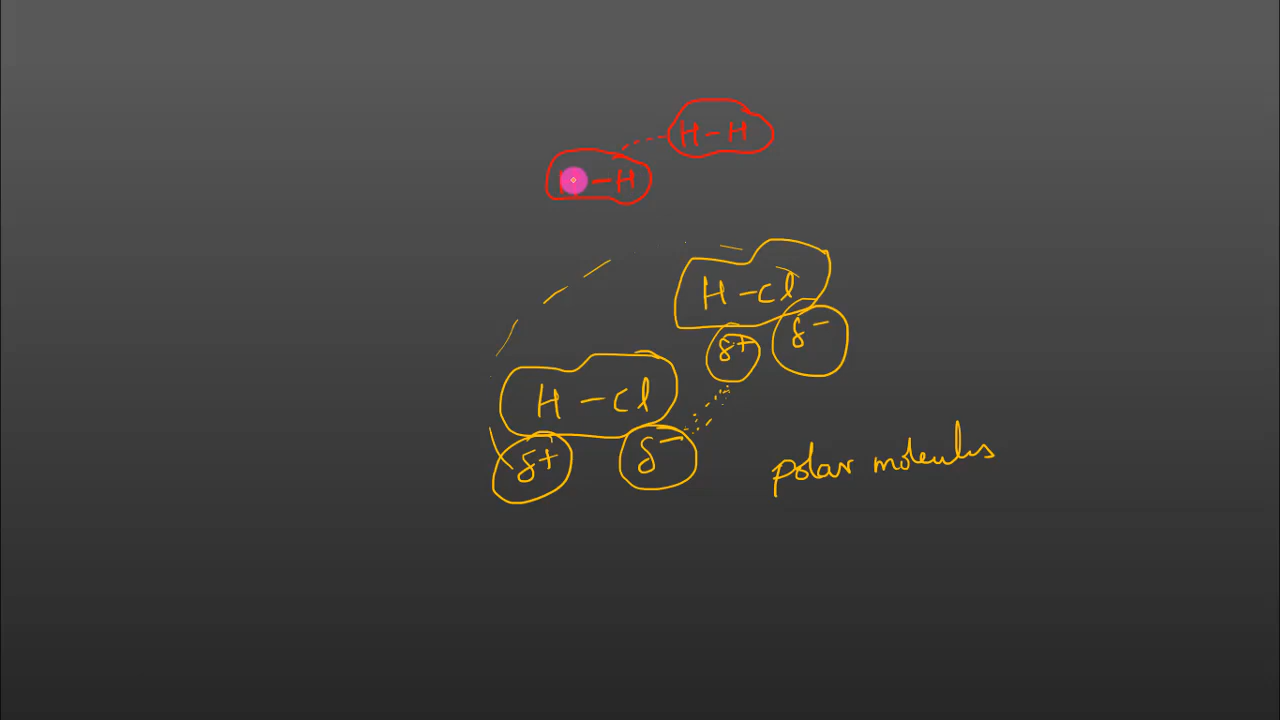 H-H
H-H
H-Cl
δ+ δ-
H-Cl
δ+ δ-
polar molecules